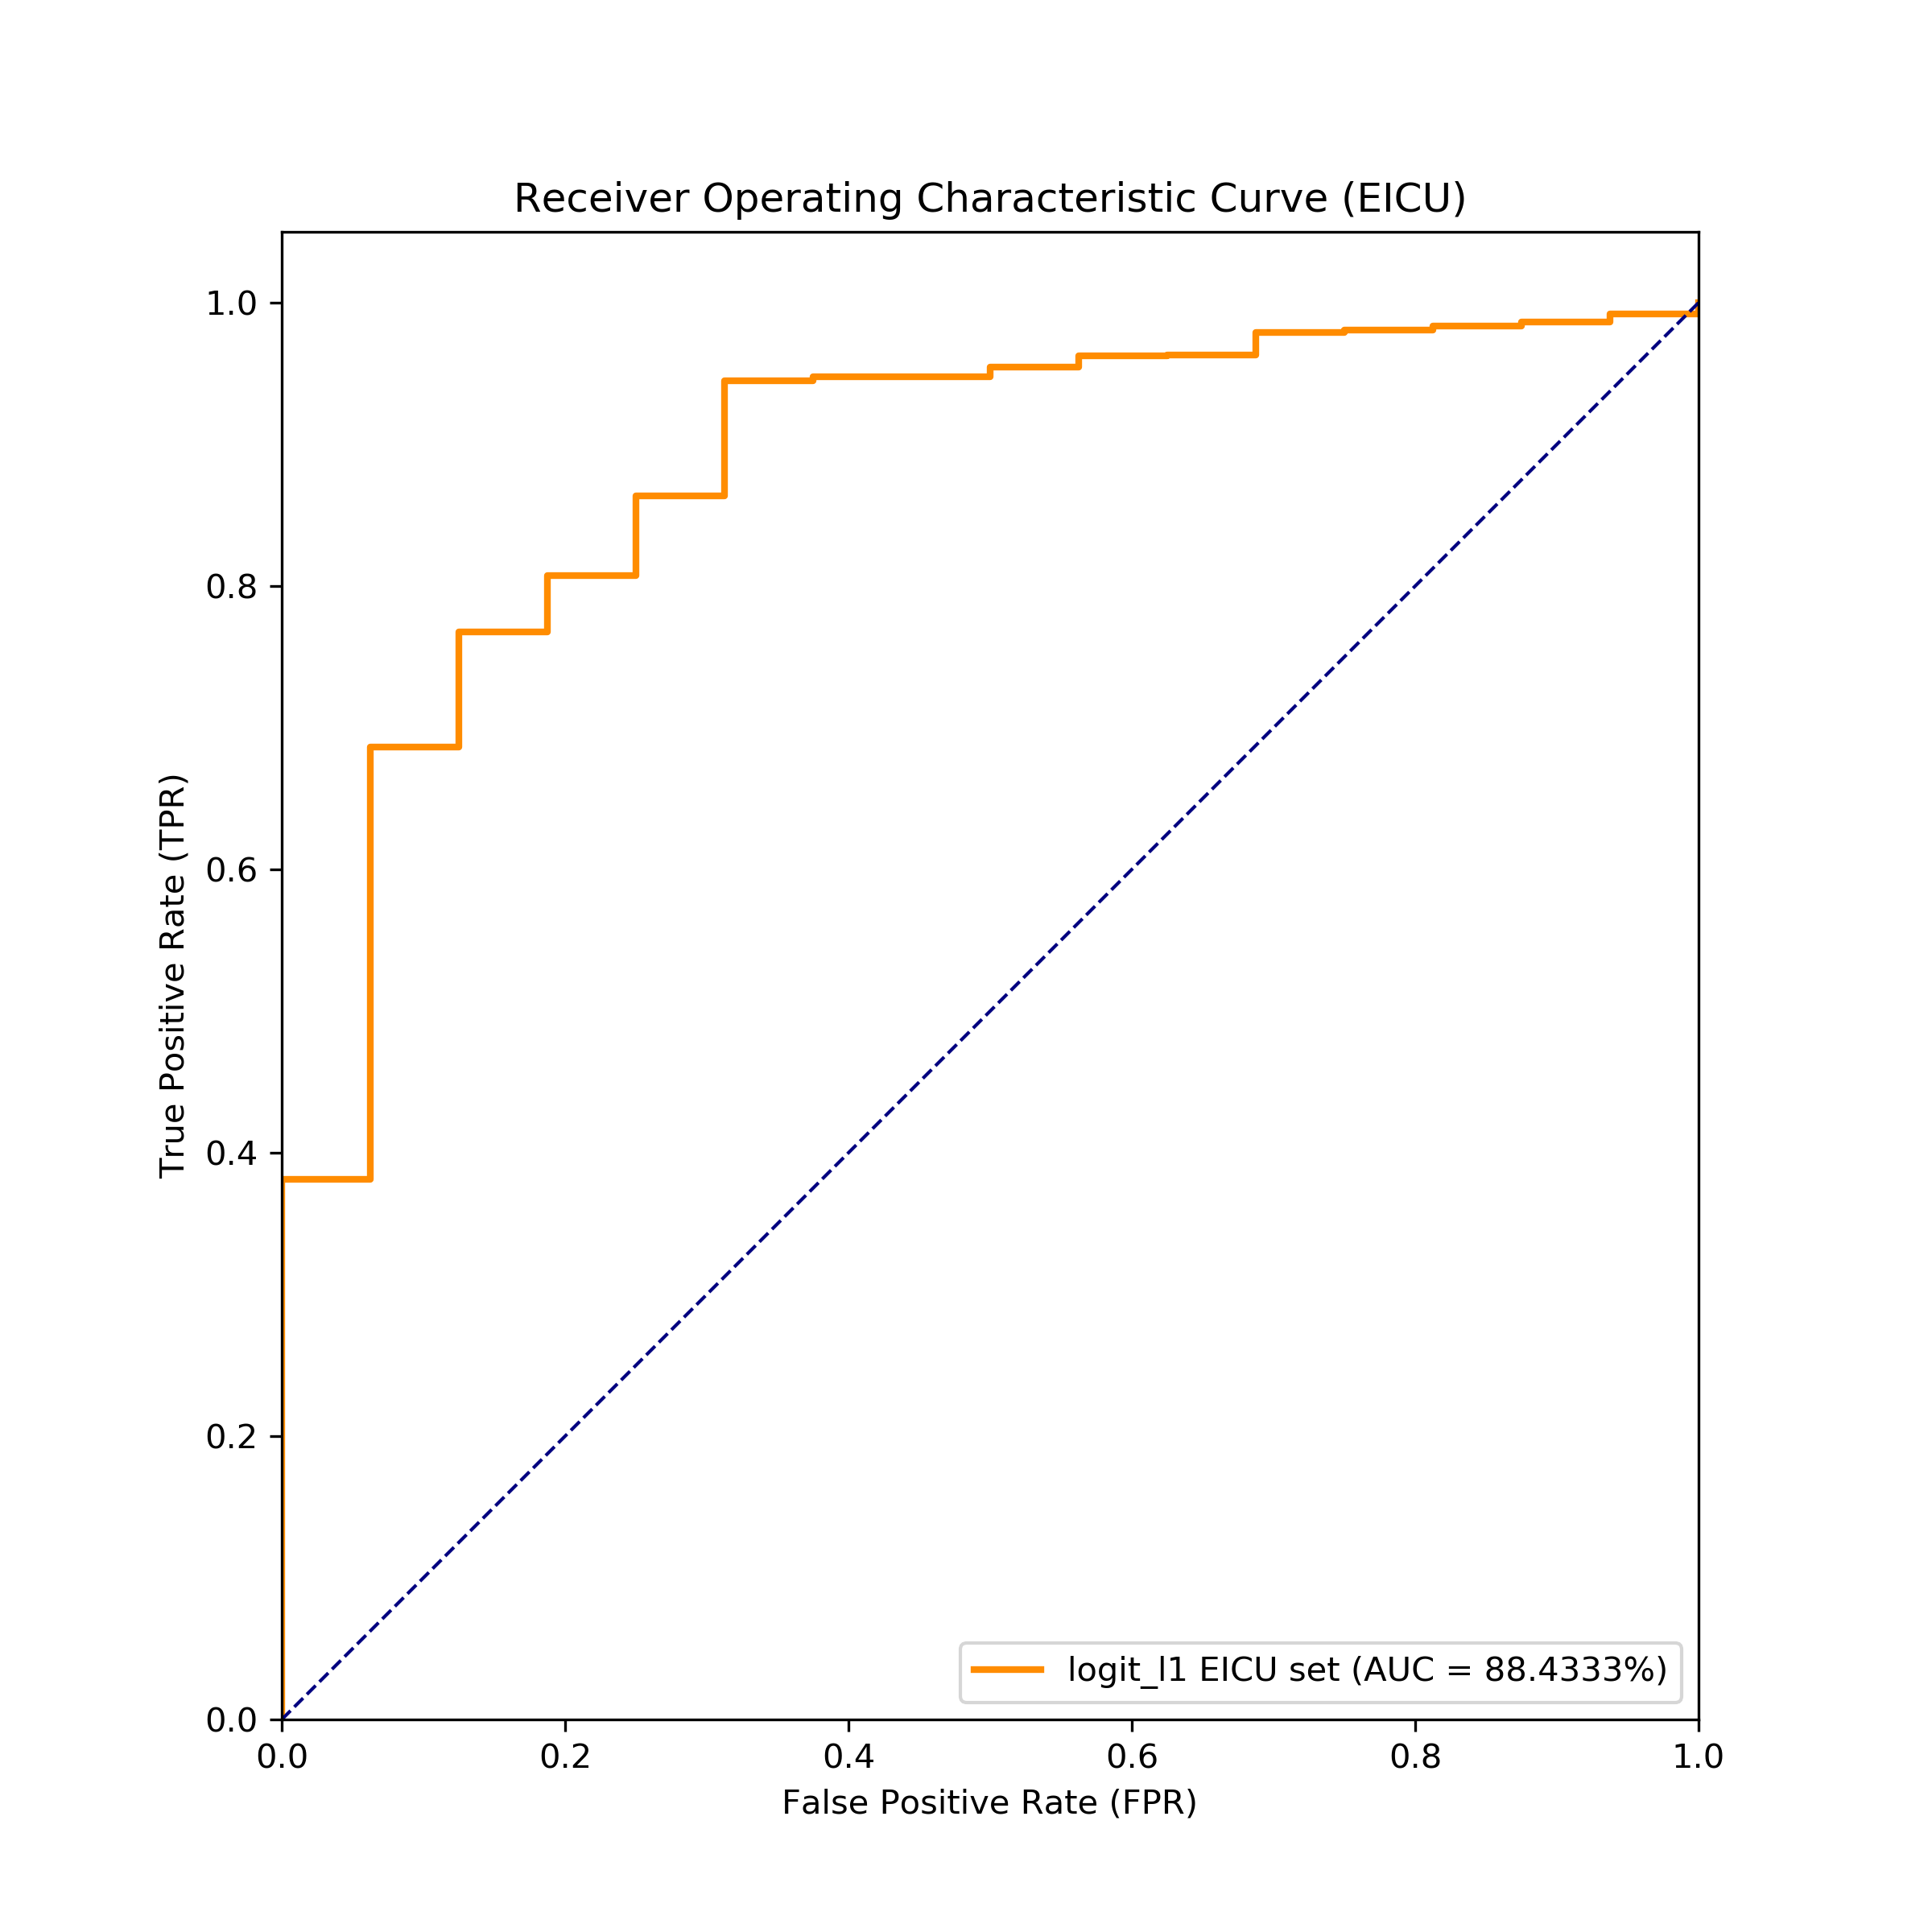 Receiver Operating Characteristic Curve (EICU)
True Positive Rate (TPR)
1.0
0.8
0.6
0.4
0.2
0.0
0.0 0.2 0.4 0.6 0.8 1.0
False Positive Rate (FPR)
logit_l1 EICU set (AUC = 88.4333%)